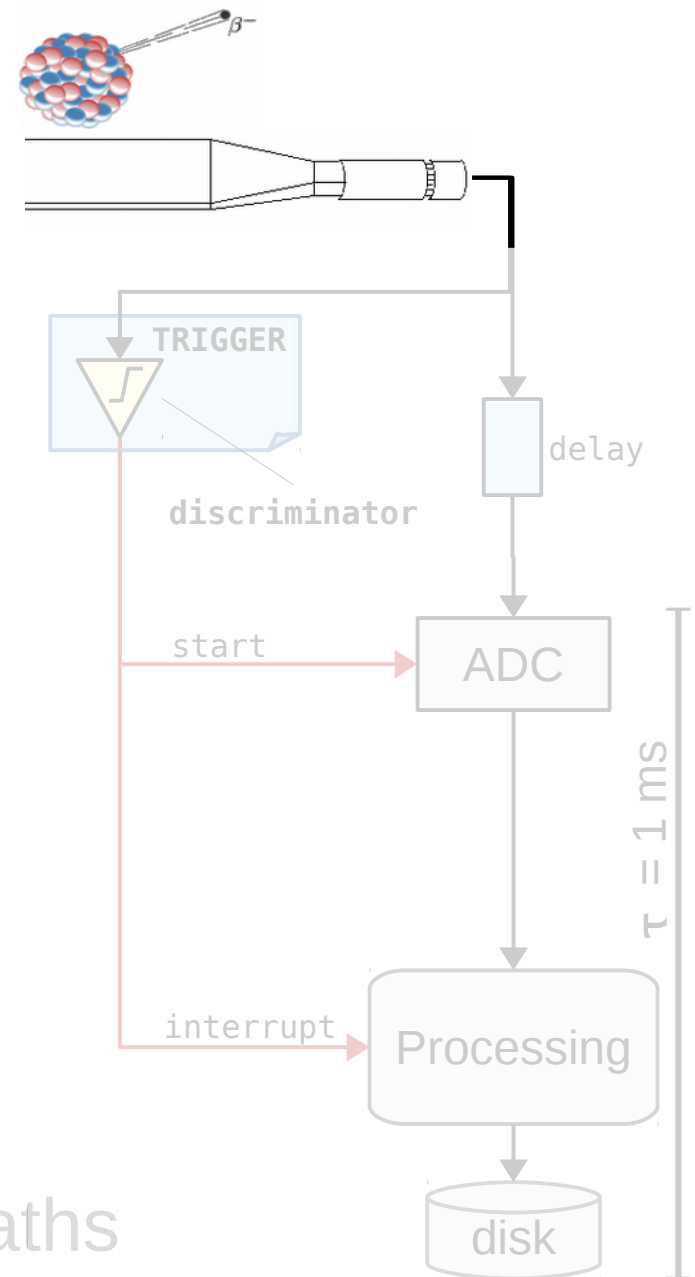 β−
TRIGGER
delay
discriminator
start
ADC
τ = 1 ms
interrupt
Processing
aths
disk